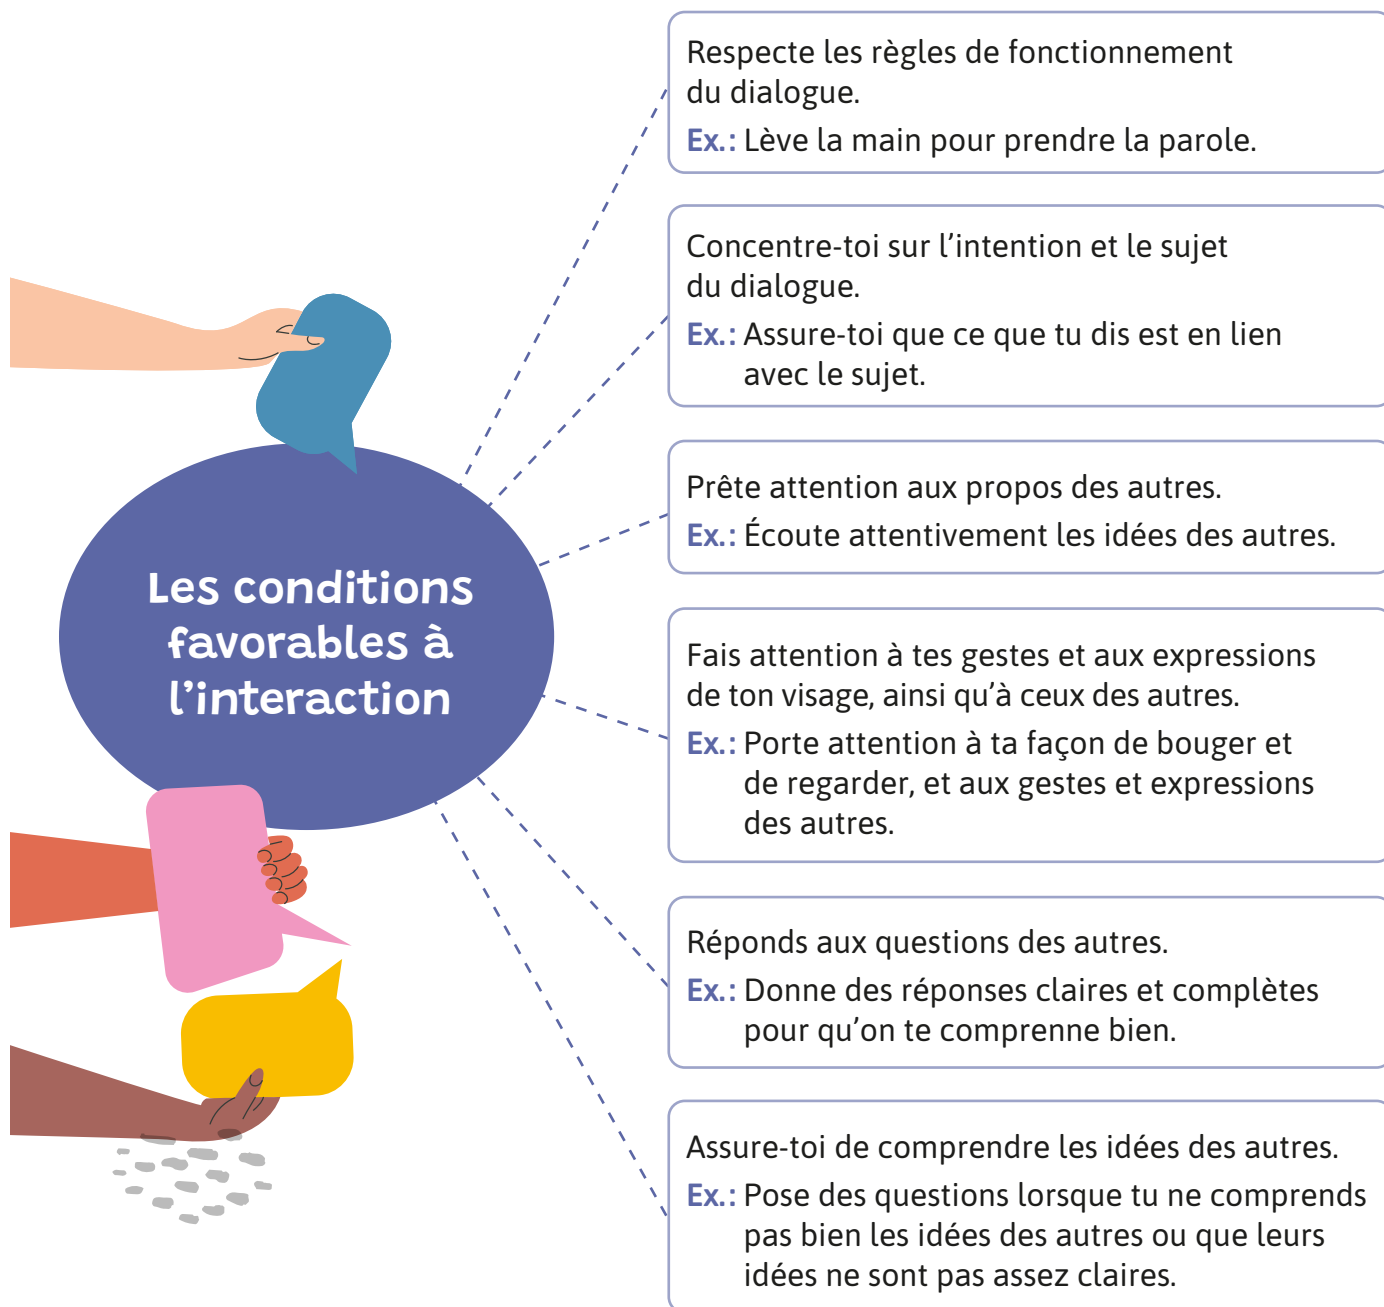 Respecte les règles de fonctionnement
du dialogue.
Ex.: Lève la main pour prendre la parole.
Concentre-toi sur l'intention et le sujet
du dialogue.
Ex.: Assure-toi que ce que tu dis est en lien
avec le sujet.
Prête attention aux propos des autres.
Ex.: Écoute attentivement les idées des autres.
Les conditions
favorables à
l'interaction
Fais attention à tes gestes et aux expressions
de ton visage, ainsi qu'à ceux des autres.
Ex.: Porte attention à ta façon de bouger et
de regarder, et aux gestes et expressions
des autres.
Réponds aux questions des autres.
Ex.: Donne des réponses claires et complètes
pour qu'on te comprenne bien.
Assure-toi de comprendre les idées des autres.
Ex.: Pose des questions lorsque tu ne comprends
pas bien les idées des autres ou que leurs
idées ne sont pas assez claires.